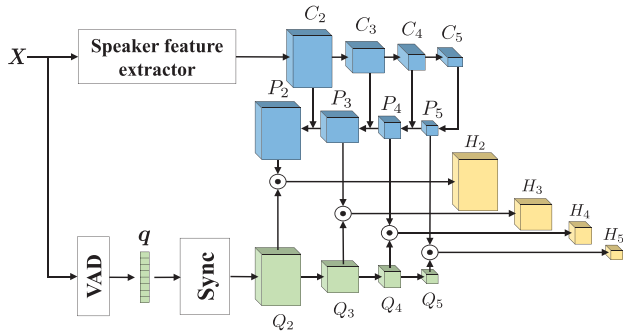 C₂ C₃ C₄ C₅
X
Speaker feature
extractor
P₂ P₃ P₄ P₅
H₂
H₃
H₄
H₅
VAD
q
Sync
Q₂ Q₃ Q₄ Q₅